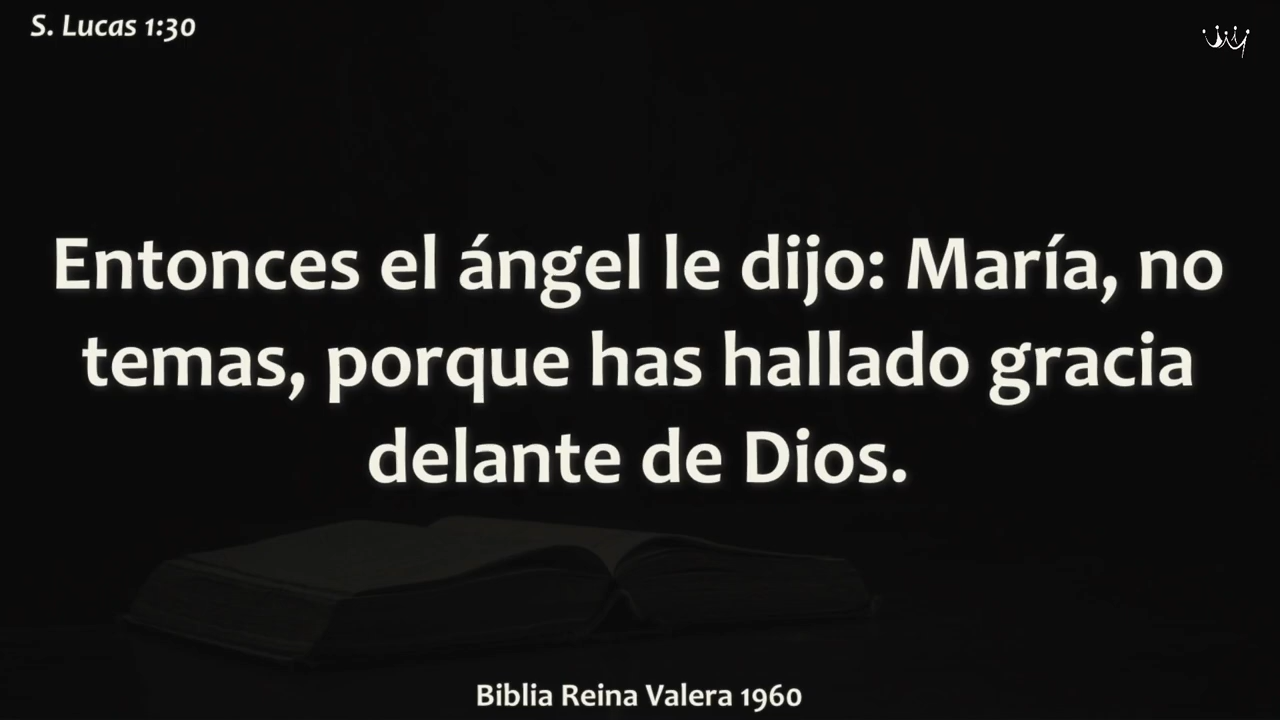 S. Lucas 1:30
Entonces el ángel le dijo: María, no
temas, porque has hallado gracia
delante de Dios.
Biblia Reina Valera 1960